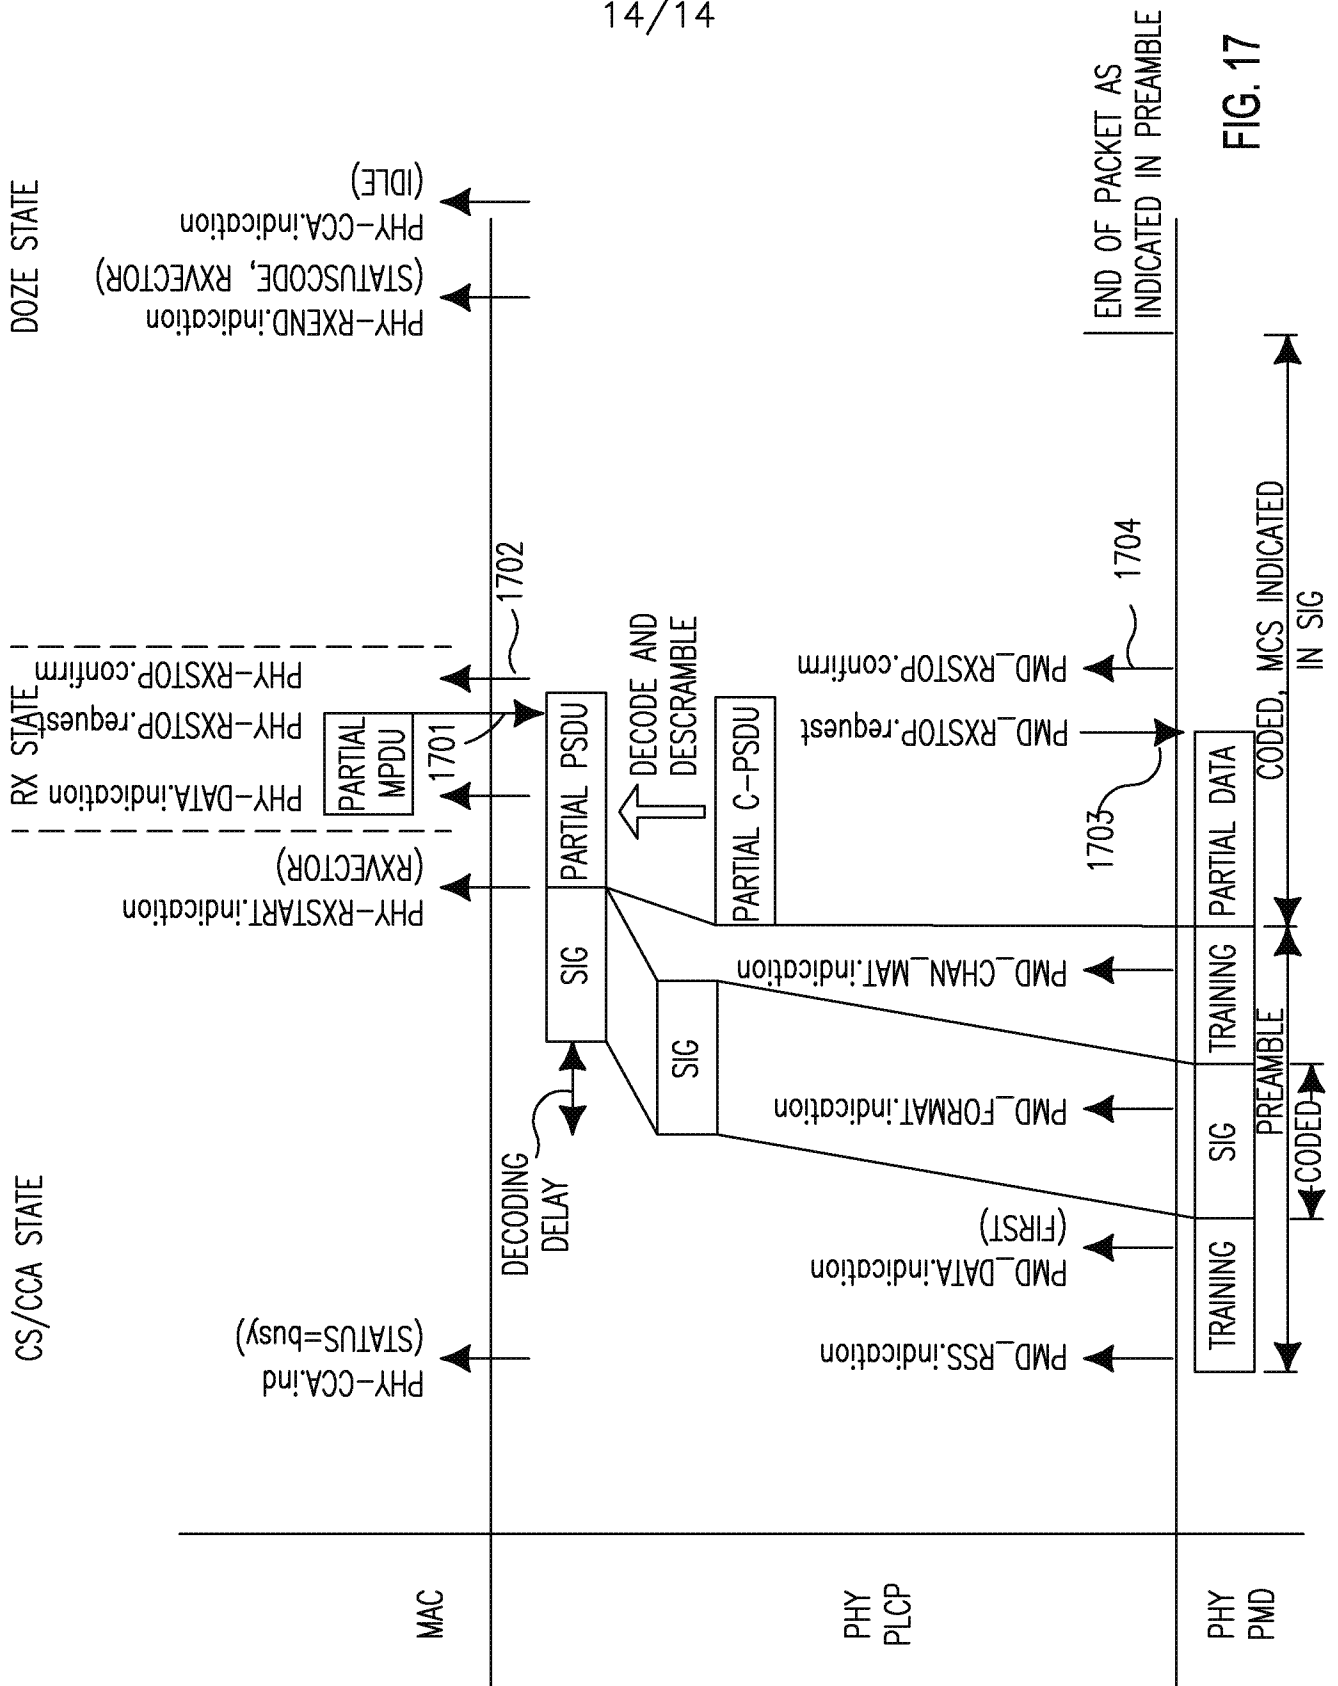 14/14
CS/CCA STATE
RX STATE
DOZE STATE
MAC
PHY-CCA.ind
(STATUS=busy)
PHY-RXSTART.indication
(RXVECTOR)
PHY-DATA.indication
PHY-RXSTOP.request
PHY-RXSTOP.confirm
PHY-RXEND.indication
(STATUSCODE, RXVECTOR)
PHY-CCA.indication
(IDLE)
PARTIAL
MPDU
1701
1702
PHY
PLCP
DECODING
DELAY
SIG
PARTIAL PSDU
DECODE AND
DESCRAMBLE
SIG
PARTIAL C-PSDU
PMD_RSS.indication
PMD_DATA.indication
(FIRST)
PMD_FORMAT.indication
PMD_CHAN_MAT.indication
PMD_RXSTOP.request
PMD_RXSTOP.confirm
1703
1704
END OF PACKET AS
INDICATED IN PREAMBLE
PHY
PMD
TRAINING
SIG
TRAINING
PARTIAL DATA
PREAMBLE
CODED
CODED, MCS INDICATED
IN SIG
FIG. 17